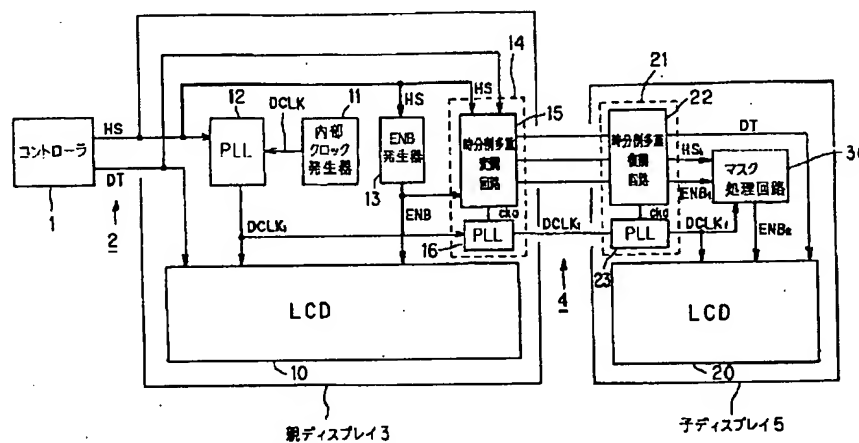 コントローラ
1
HS
DT
2
12
PLL
DCLK
11
内部
クロック
発生器
HS
ENB
発生器
13
ENB
DCLK₁
HS
14
15
時分割多重
変調
回路
CK0
16
PLL
DCLK₁
4
LCD
10
親ディスプレイ3
21
22
時分割多重
復調
回路
CK0
23
PLL
DCLK₁
DT
HS₁
ENB₁
マスク
処理回路
30
ENB₂
LCD
20
子ディスプレイ5